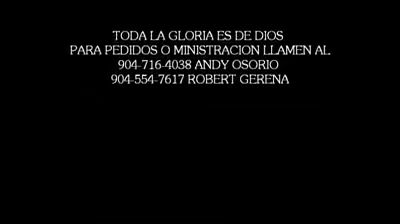 TODA LA GLORIA ES DE DIOS
PARA PEDIDOS O MINISTRACION LLAMEN AL
904-716-4038 ANDY OSORIO
904-554-7617 ROBERT GERENA